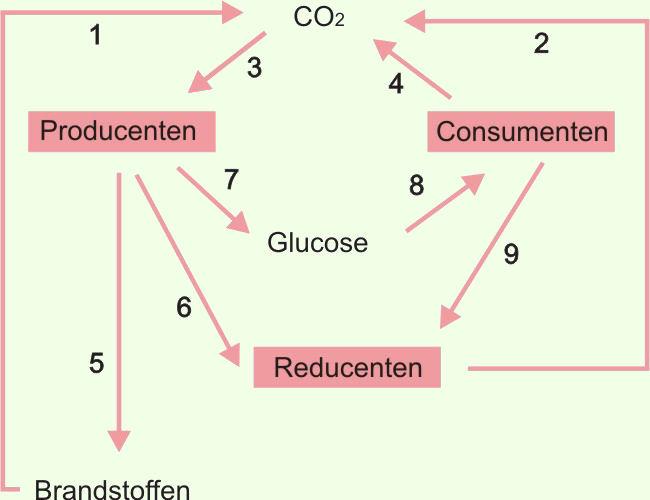 CO₂
1
2
3
4
Producenten
Consumenten
7
8
Glucose
9
6
5
Reducenten
Brandstoffen